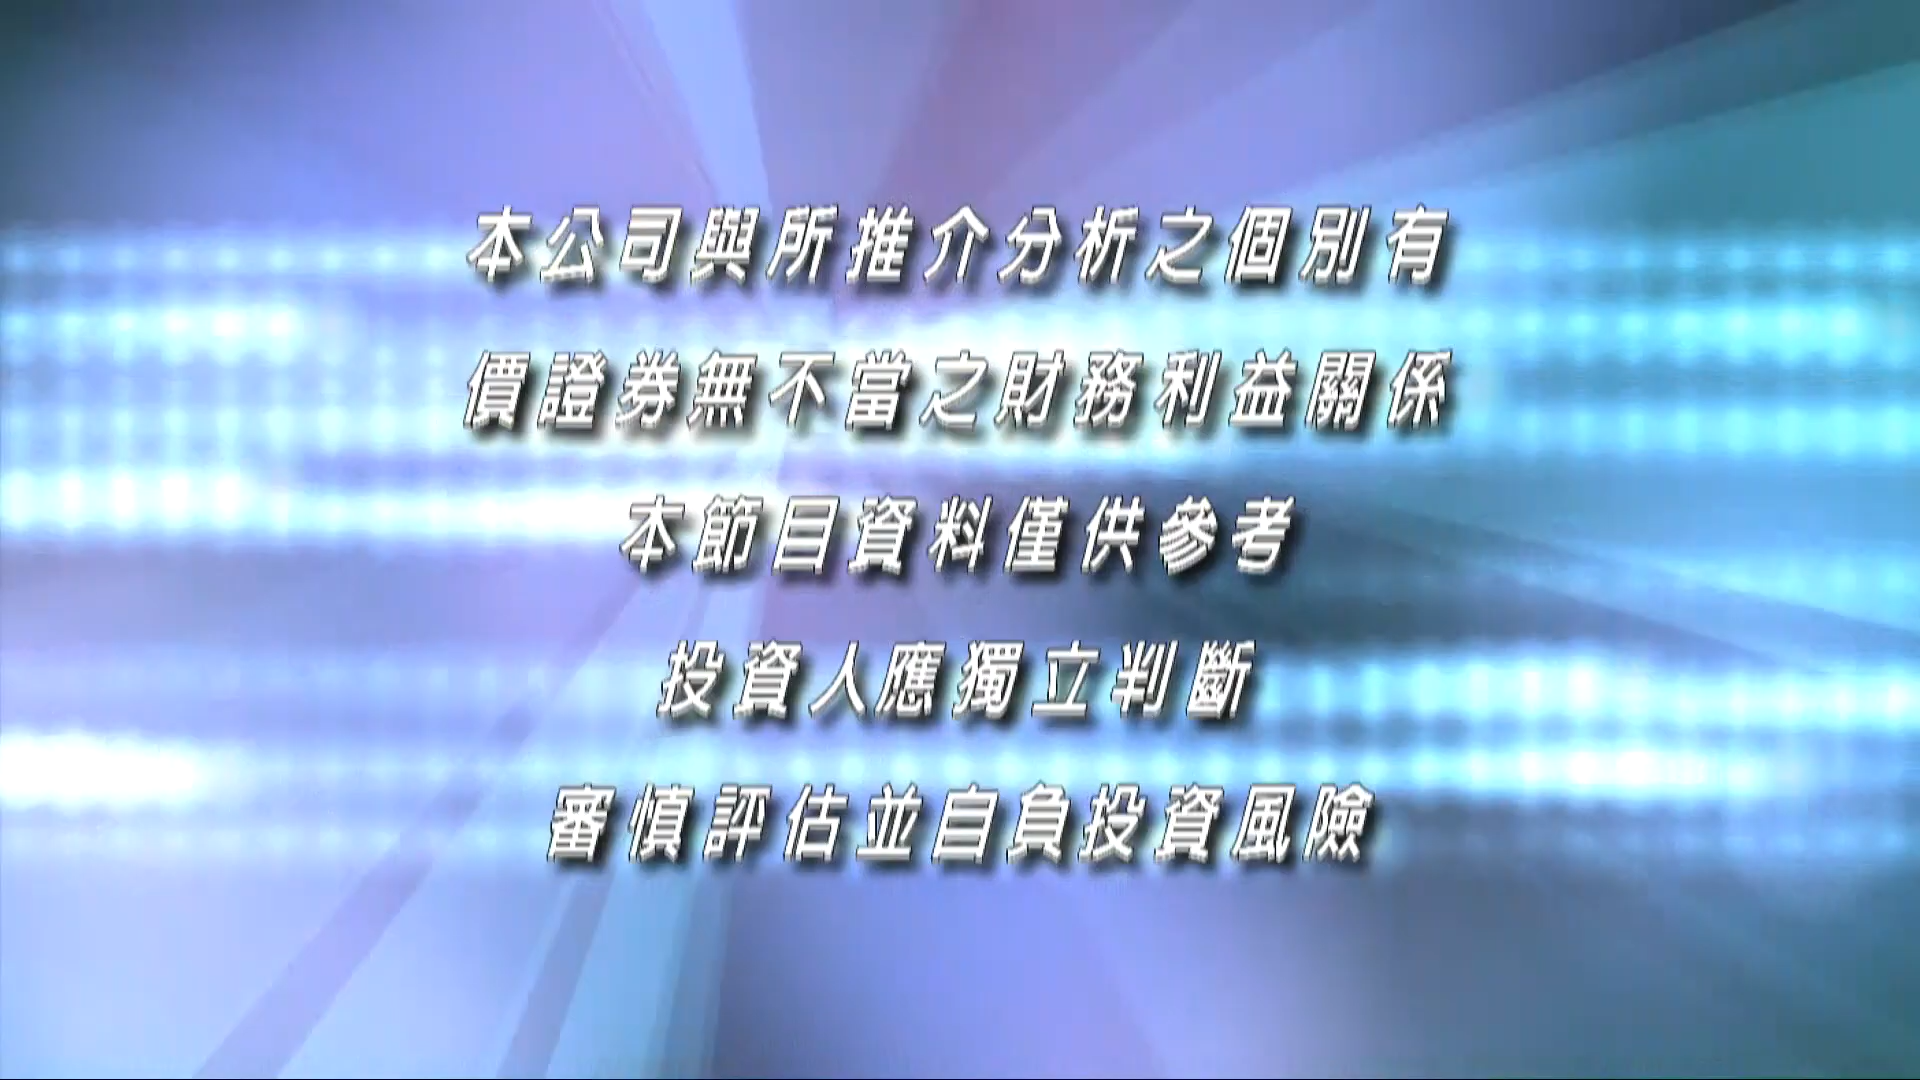 本公司與所推介分析之個別有
價證券無不當之財務利益關係
本節目資料僅供參考
投資人應獨立判斷
審慎評估並自負投資風險